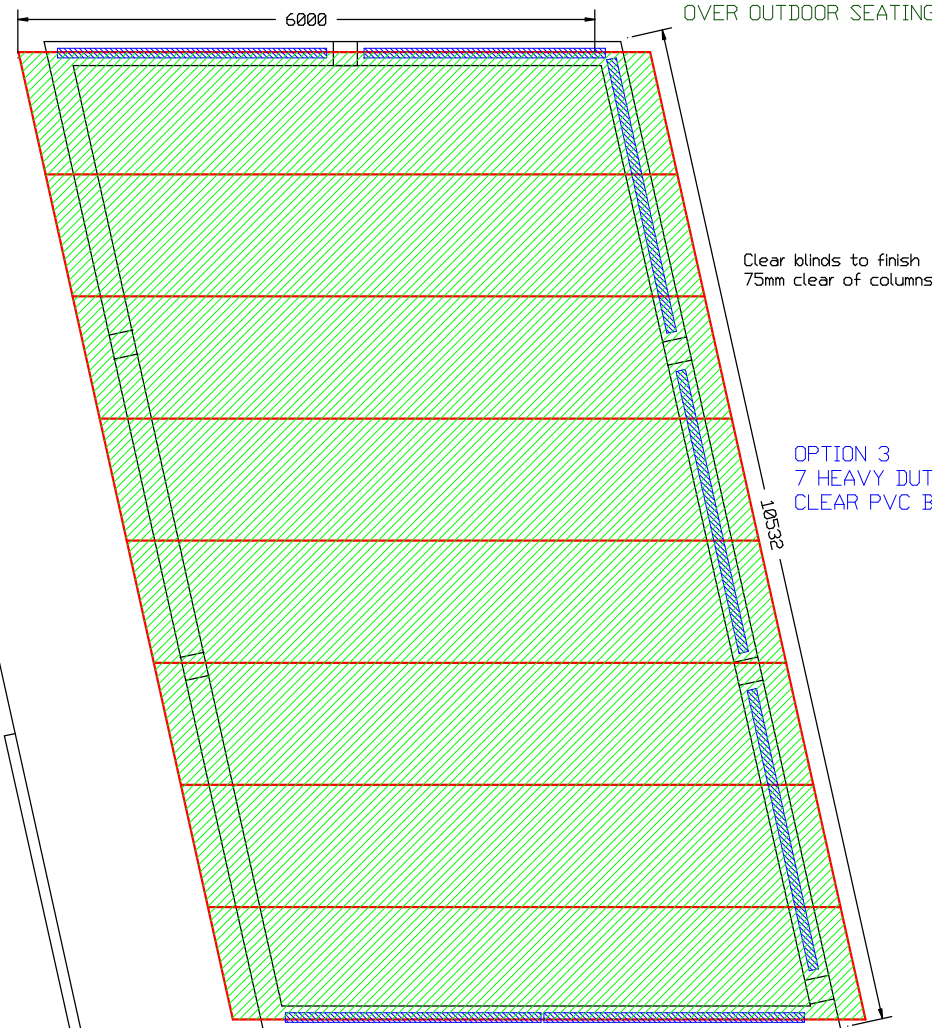 6000
OVER OUTDOOR SEATING
Clear blinds to finish
75mm clear of columns
OPTION 3
7 HEAVY DUT
CLEAR PVC B
10532